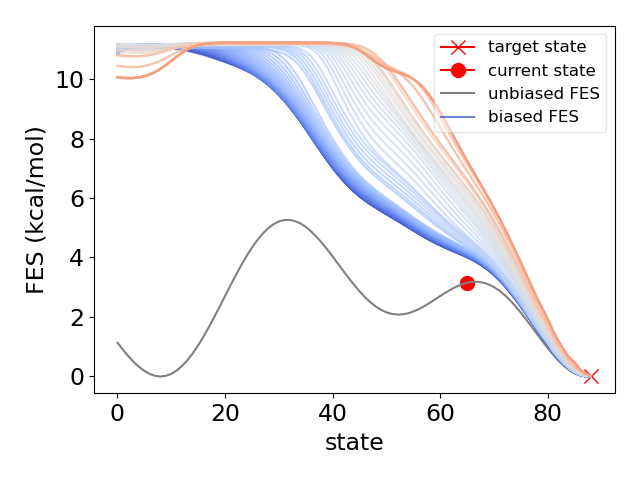 target state
current state
unbiased FES
biased FES
10
8
6
4
2
0
FES (kcal/mol)
0 20 40 60 80
state